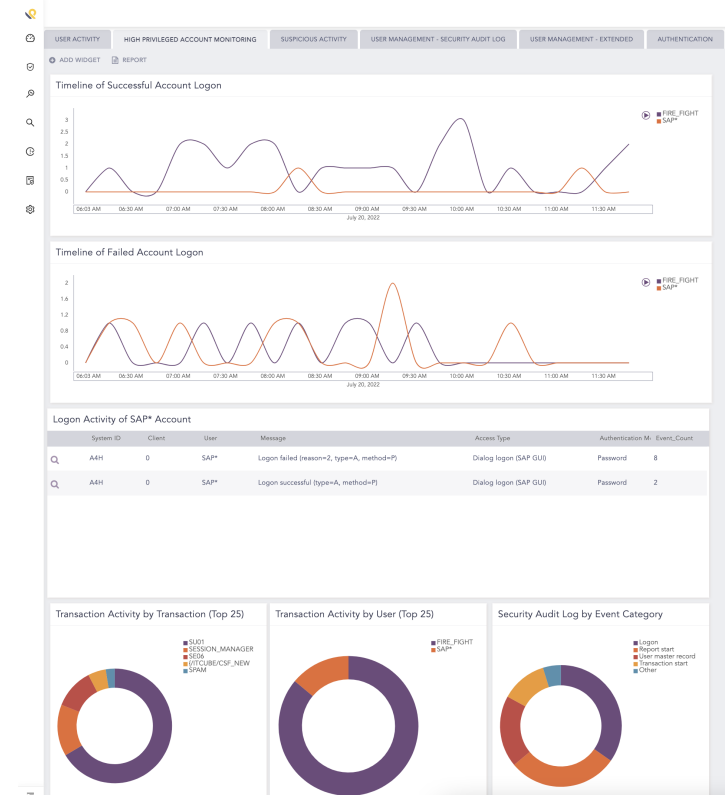 USER ACTIVITY HIGH PRIVILEGED ACCOUNT MONITORING SUSPICIOUS ACTIVITY USER MANAGEMENT - SECURITY AUDIT LOG USER MANAGEMENT - EXTENDED AUTHENTICATION
ADD WIDGET REPORT
Timeline of Successful Account Logon
FIRE_FIGHT
SAP*
3
2.5
2
1.5
1
0.5
0
06:03 AM 06:30 AM 07:00 AM 07:30 AM 08:00 AM 08:30 AM 09:00 AM 09:30 AM 10:00 AM 10:30 AM 11:00 AM 11:30 AM
July 20, 2022
Timeline of Failed Account Logon
FIRE_FIGHT
SAP*
2
1.6
1.2
0.8
0.4
0
06:03 AM 06:30 AM 07:00 AM 07:30 AM 08:00 AM 08:30 AM 09:00 AM 09:30 AM 10:00 AM 10:30 AM 11:00 AM 11:30 AM
July 20, 2022
Logon Activity of SAP* Account
System ID Client User Message Access Type Authentication M Event_Count
A4H 0 SAP* Logon failed (reason=2, type=A, method=P) Dialog logon (SAP GUI) Password 8
A4H 0 SAP* Logon successful (type=A, method=P) Dialog logon (SAP GUI) Password 2
Transaction Activity by Transaction (Top 25)
SU01
SESSION_MANAGER
SE06
(/ITCUBE/CSF_NEW
SPAM
Transaction Activity by User (Top 25)
FIRE_FIGHT
SAP*
Security Audit Log by Event Category
Logon
Report start
User master record
Transaction start
Other